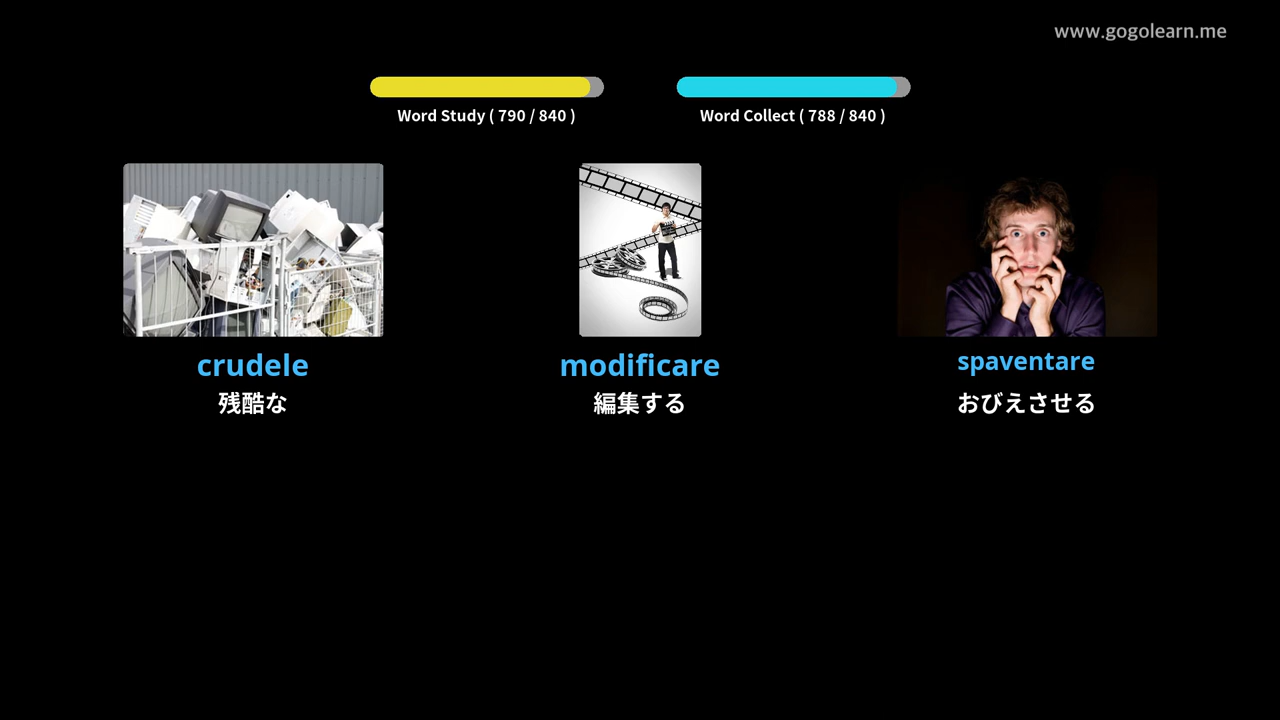 www.gogolearn.me
Word Study ( 790 / 840 )
Word Collect ( 788 / 840 )
crudele
残酷な
modificare
編集する
spaventare
おびえさせる